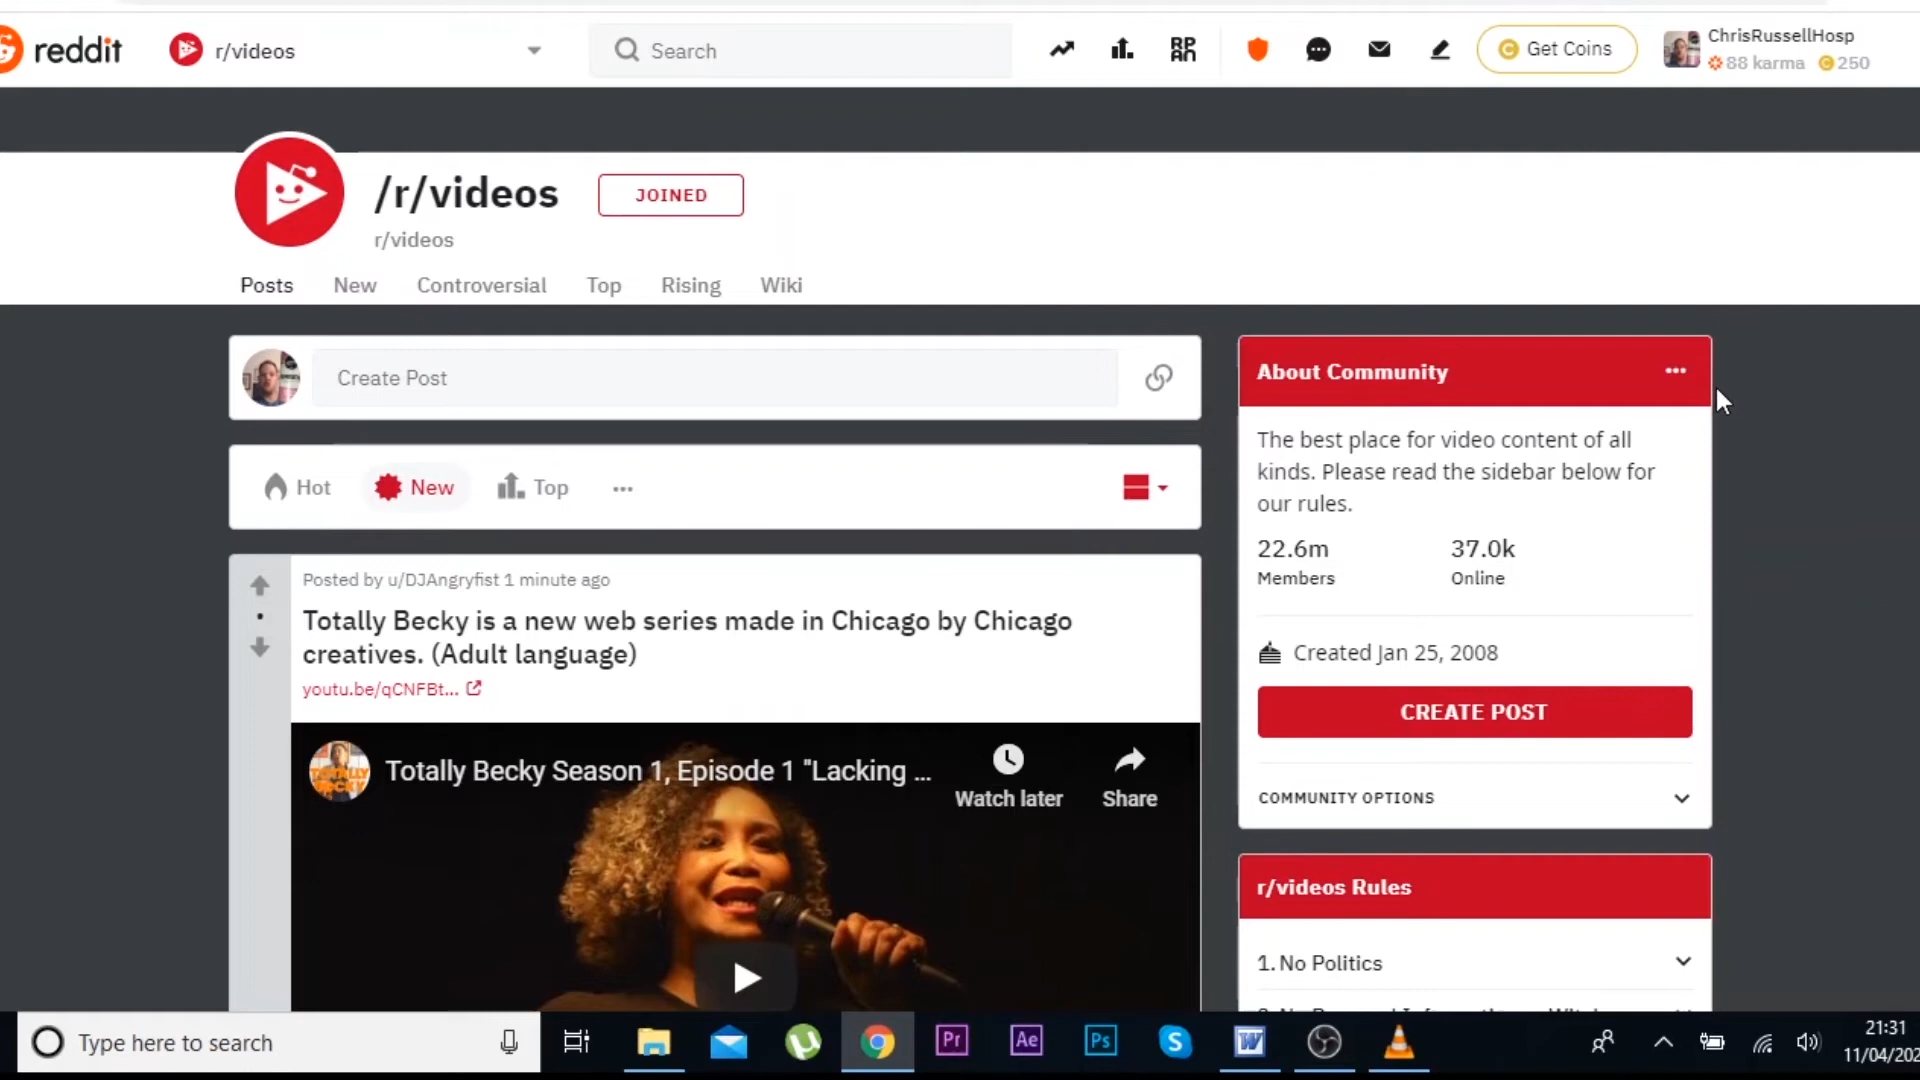 reddit
r/videos
Search
Get Coins
ChrisRussellHosp
88 karma 250
/r/videos
JOINED
r/videos
Posts New Controversial Top Rising Wiki
Create Post
Hot New Top
Posted by u/DJAngryfist 1 minute ago
Totally Becky is a new web series made in Chicago by Chicago
creatives. (Adult language)
youtu.be/qCNFBt...
TOTALLY
BECKY
Totally Becky Season 1, Episode 1 "Lacking ...
Watch later
Share
About Community
The best place for video content of all
kinds. Please read the sidebar below for
our rules.
22.6m 37.0k
Members Online
Created Jan 25, 2008
CREATE POST
COMMUNITY OPTIONS
r/videos Rules
1. No Politics
Type here to search
Pr
Ae
Ps
S
W
21:31
11/04/202